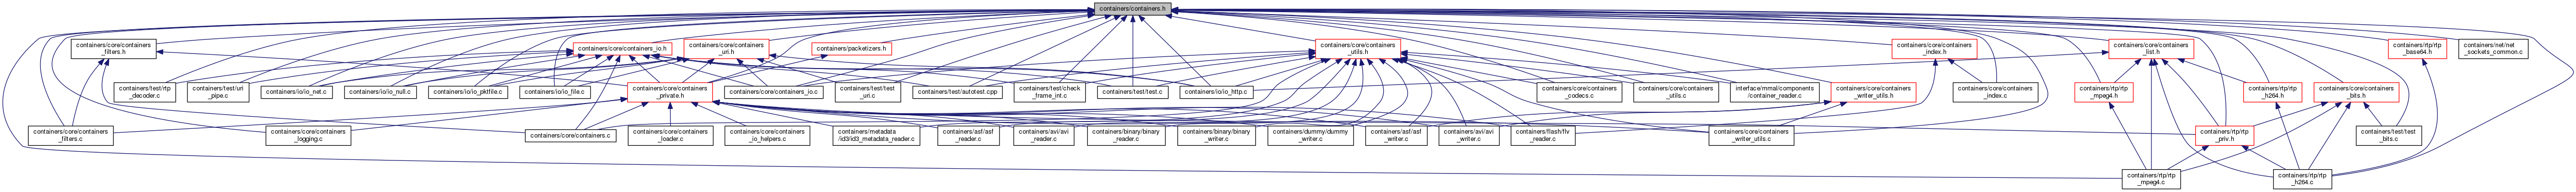 containers/containers.h
containers/core/containers
_filters.h
containers/core/containers_io.h
containers/core/containers
_uri.h
containers/packetizers.h
containers/core/containers
_utils.h
containers/core/containers
_index.h
containers/core/containers
_list.h
containers/rtp/rtp
_base64.h
containers/net/net
_sockets_common.c
containers/test/rtp
_decoder.c
containers/test/uri
_pipe.c
containers/io/io_net.c
containers/io/io_null.c
containers/io/io_pktfile.c
containers/io/io_file.c
containers/core/containers
_private.h
containers/core/containers_io.c
containers/test/test
_uri.c
containers/test/autotest.cpp
containers/test/check
_frame_int.c
containers/test/test.c
containers/io/io_http.c
containers/core/containers
_codecs.c
containers/core/containers
_utils.c
interface/mmal/components
/container_reader.c
containers/core/containers
_writer_utils.h
containers/core/containers
_index.c
containers/rtp/rtp
_mpeg4.h
containers/rtp/rtp
_h264.h
containers/core/containers
_bits.h
containers/core/containers
_filters.c
containers/core/containers
_logging.c
containers/core/containers.c
containers/core/containers
_loader.c
containers/core/containers
_io_helpers.c
containers/metadata
/id3/id3_metadata_reader.c
containers/asf/asf
_reader.c
containers/avi/avi
_reader.c
containers/binary/binary
_reader.c
containers/binary/binary
_writer.c
containers/dummy/dummy
_writer.c
containers/asf/asf
_writer.c
containers/avi/avi
_writer.c
containers/flash/flv
_reader.c
containers/core/containers
_writer_utils.c
containers/rtp/rtp
_priv.h
containers/test/test
_bits.c
containers/rtp/rtp
_mpeg4.c
containers/rtp/rtp
_h264.c